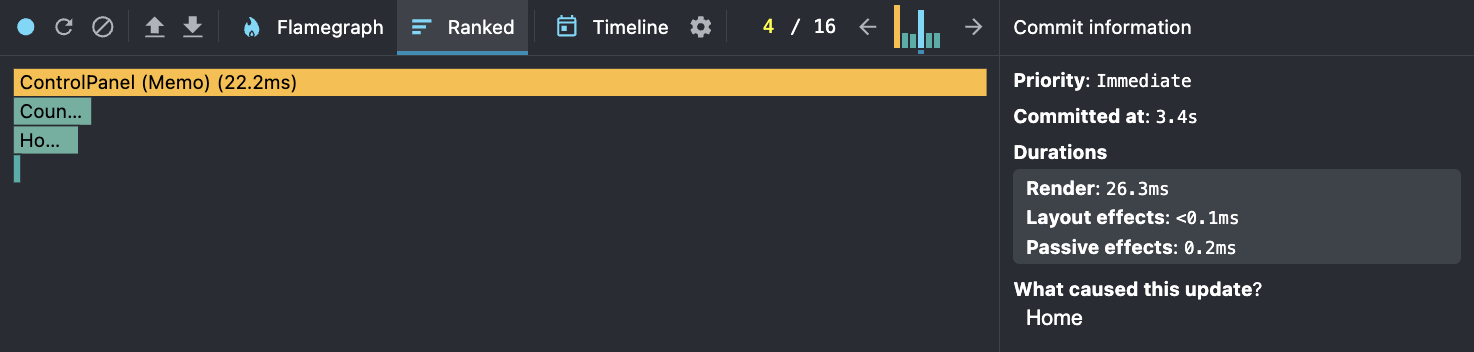 Flamegraph Ranked Timeline 4 / 16 Commit information
ControlPanel (Memo) (22.2ms)
Coun...
Ho...
Priority: Immediate
Committed at: 3.4s
Durations
Render: 26.3ms
Layout effects: <0.1ms
Passive effects: 0.2ms
What caused this update?
Home